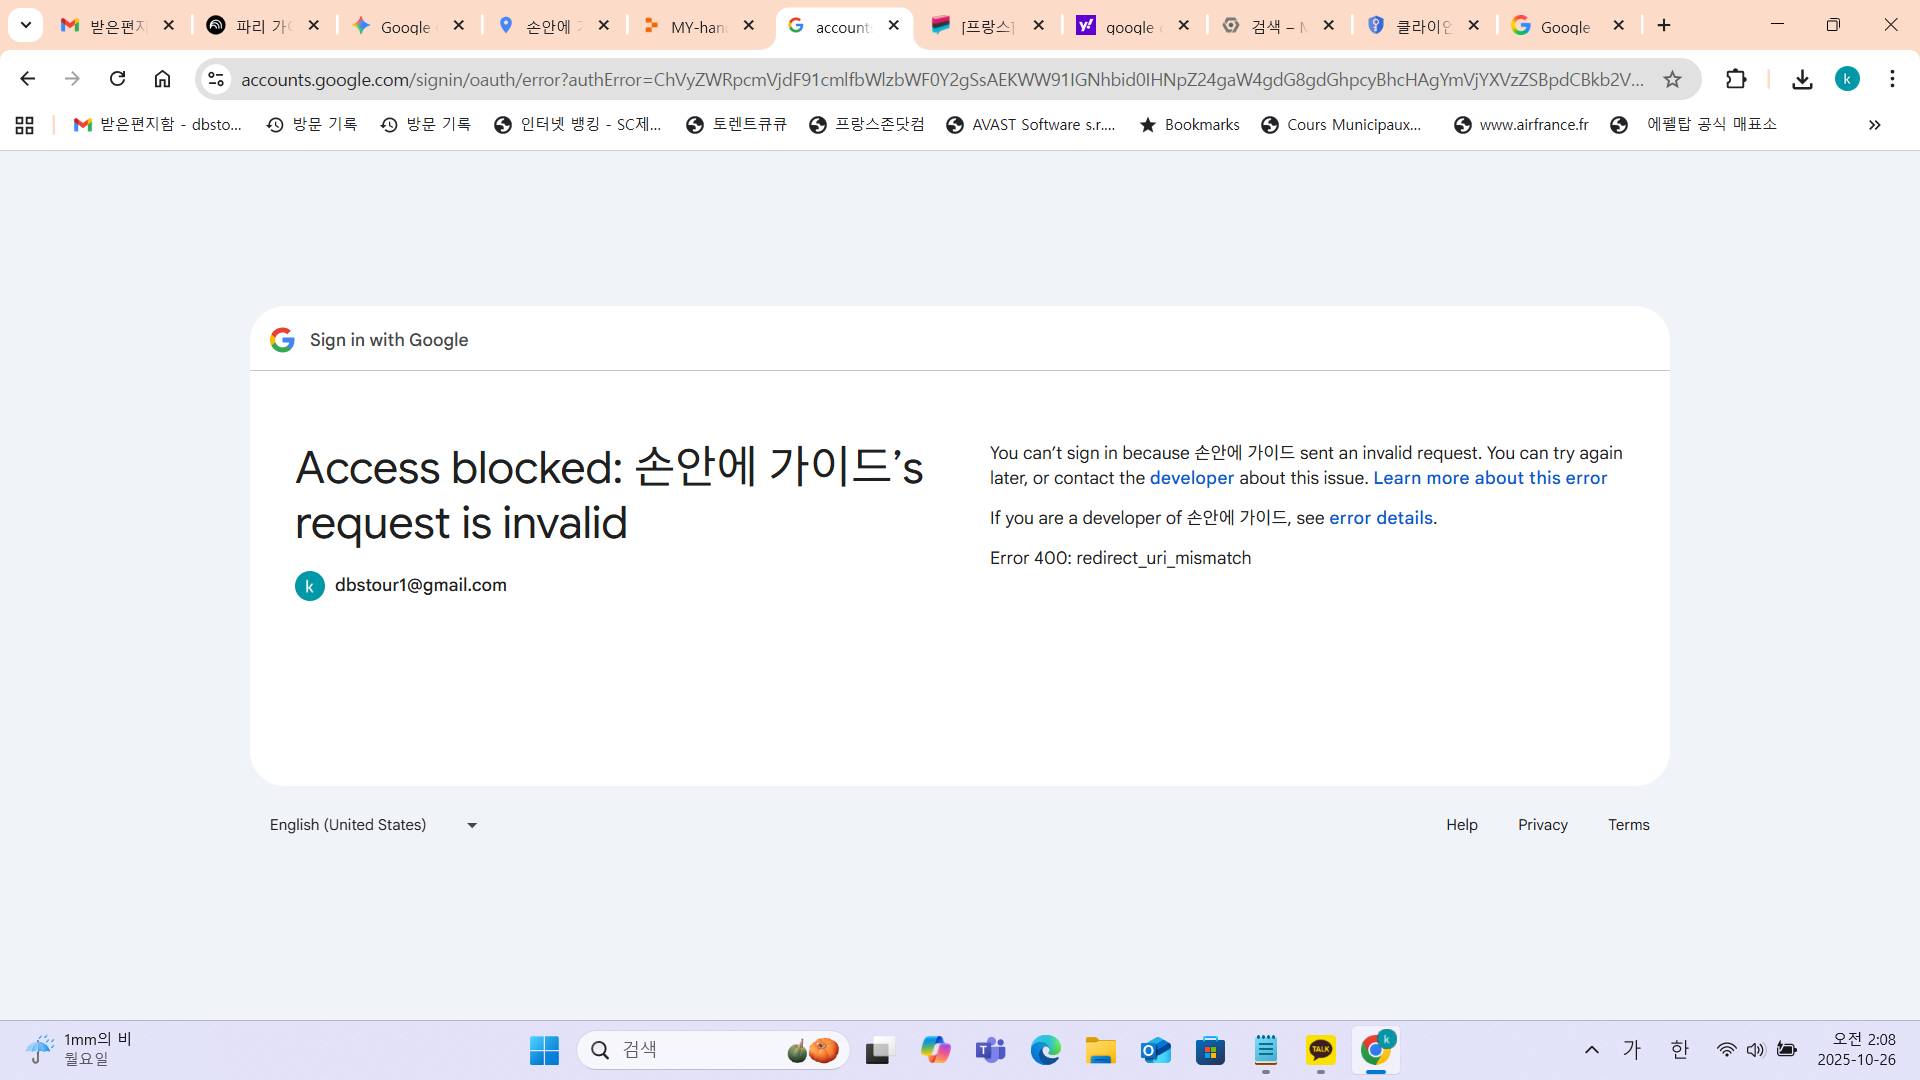 받은편지
파리 가이
Google
손안에 가
MY-han
account
[프랑스]
google
검색 –
클라이언
Google
accounts.google.com/signin/oauth/error?authError=ChVyZWRpcmVjdF91cmlfbWlzbWF0Y2gSsAEKWW91IGNhbid0IHNpZ24gaW4gdG8gdGhpcyBhcHAgYmVjYXVzZSBpdCBkb2V...
k
받은편지함 - dbsto...
방문 기록
방문 기록
인터넷 뱅킹 - SC제...
토렌트큐큐
프랑스존닷컴
AVAST Software s.r....
Bookmarks
Cours Municipaux...
www.airfrance.fr
에펠탑 공식 매표소
Sign in with Google
Access blocked: 손안에 가이드’s
request is invalid
k dbstour1@gmail.com
You can’t sign in because 손안에 가이드 sent an invalid request. You can try again
later, or contact the developer about this issue. Learn more about this error
If you are a developer of 손안에 가이드, see error details.
Error 400: redirect_uri_mismatch
English (United States)
Help
Privacy
Terms
1mm의 비
월요일
검색
TALK
k
가
한
오전 2:08
2025-10-26